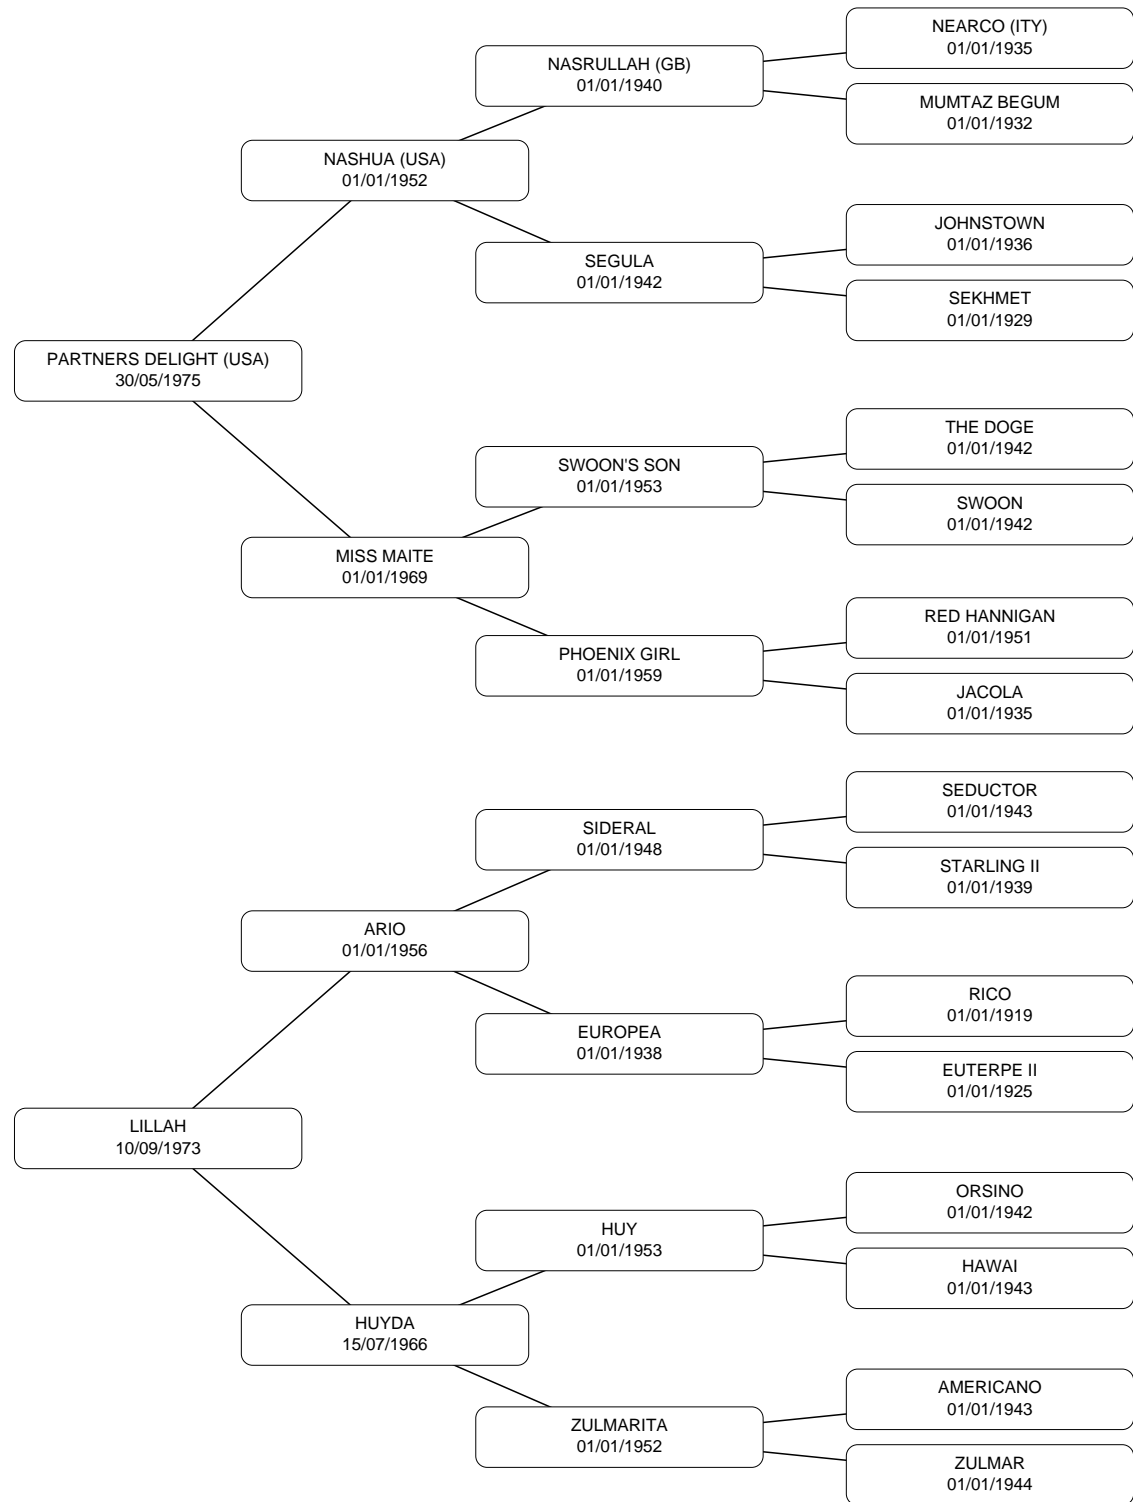 NEARCO (ITY)
01/01/1935
NASRULLAH (GB)
01/01/1940
MUMTAZ BEGUM
01/01/1932
NASHUA (USA)
01/01/1952
JOHNSTOWN
01/01/1936
SEGULA
01/01/1942
SEKHMET
01/01/1929
PARTNERS DELIGHT (USA)
30/05/1975
THE DOGE
01/01/1942
SWOON'S SON
01/01/1953
SWOON
01/01/1942
MISS MAITE
01/01/1969
RED HANNIGAN
01/01/1951
PHOENIX GIRL
01/01/1959
JACOLA
01/01/1935
SEDUCTOR
01/01/1943
SIDERAL
01/01/1948
STARLING II
01/01/1939
ARIO
01/01/1956
RICO
01/01/1919
EUROPEA
01/01/1938
EUTERPE II
01/01/1925
LILLAH
10/09/1973
ORSINO
01/01/1942
HUY
01/01/1953
HAWAI
01/01/1943
HUYDA
15/07/1966
AMERICANO
01/01/1943
ZULMARITA
01/01/1952
ZULMAR
01/01/1944